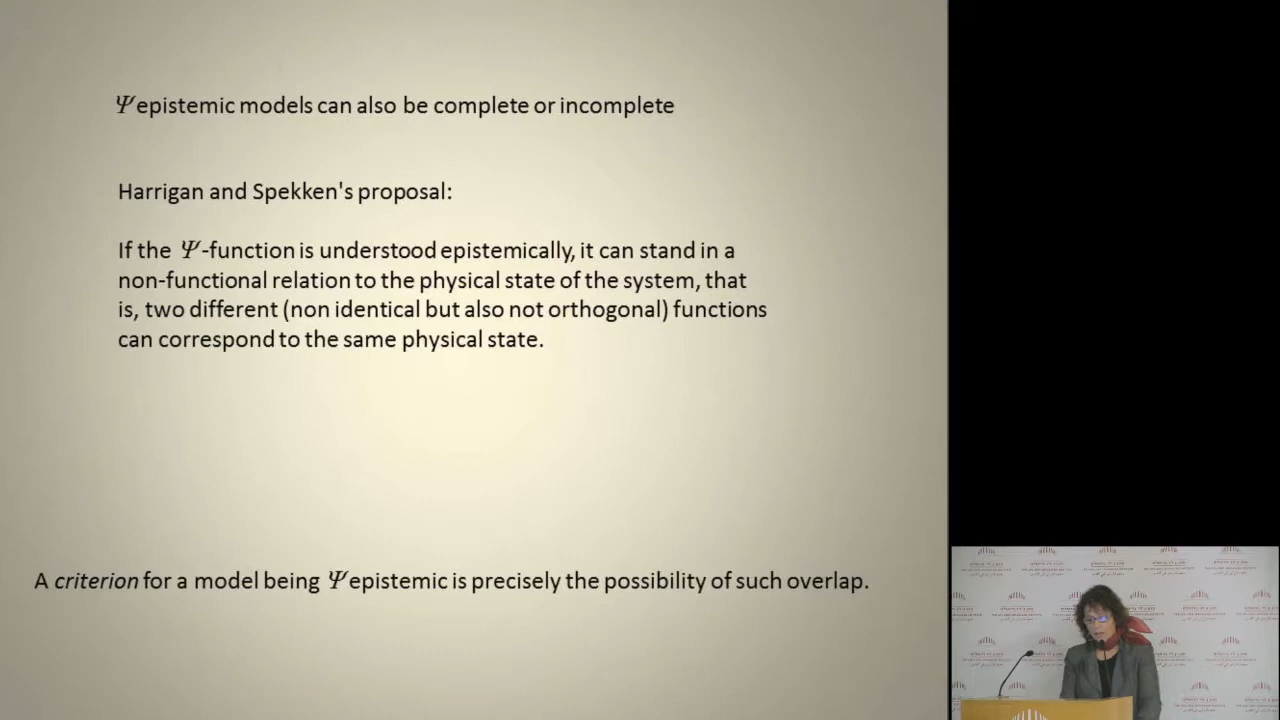 Ψ epistemic models can also be complete or incomplete
Harrigan and Spekken's proposal:
If the Ψ -function is understood epistemically, it can stand in a
non-functional relation to the physical state of the system, that
is, two different (non identical but also not orthogonal) functions
can correspond to the same physical state.
A criterion for a model being Ψ epistemic is precisely the possibility of such overlap.